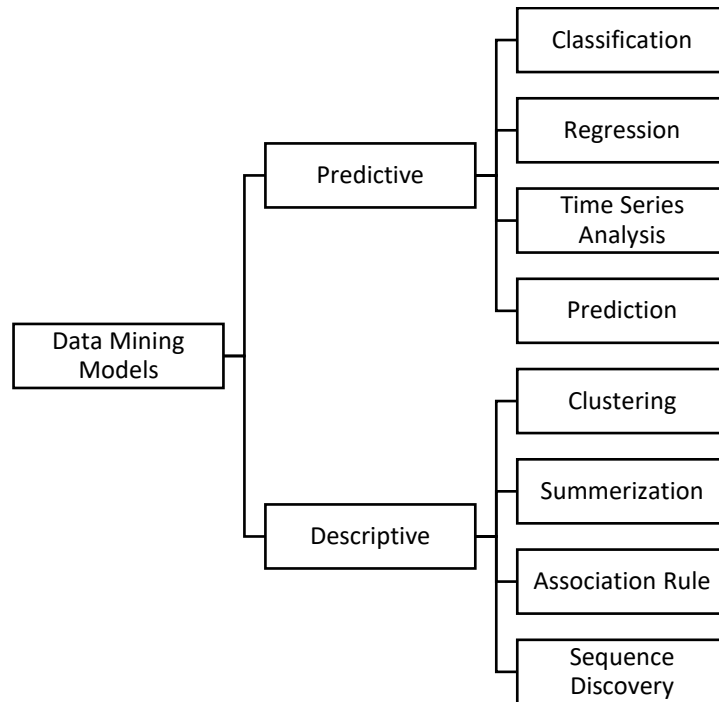 Classification
Regression
Predictive
Time Series
Analysis
Prediction
Data Mining
Models
Clustering
Summerization
Descriptive
Association Rule
Sequence
Discovery